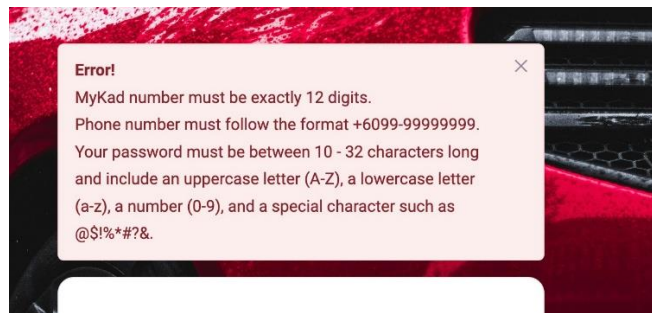 Error!
MyKad number must be exactly 12 digits.
Phone number must follow the format +6099-99999999.
Your password must be between 10 - 32 characters long
and include an uppercase letter (A-Z), a lowercase letter
(a-z), a number (0-9), and a special character such as
@$!%*#?&.